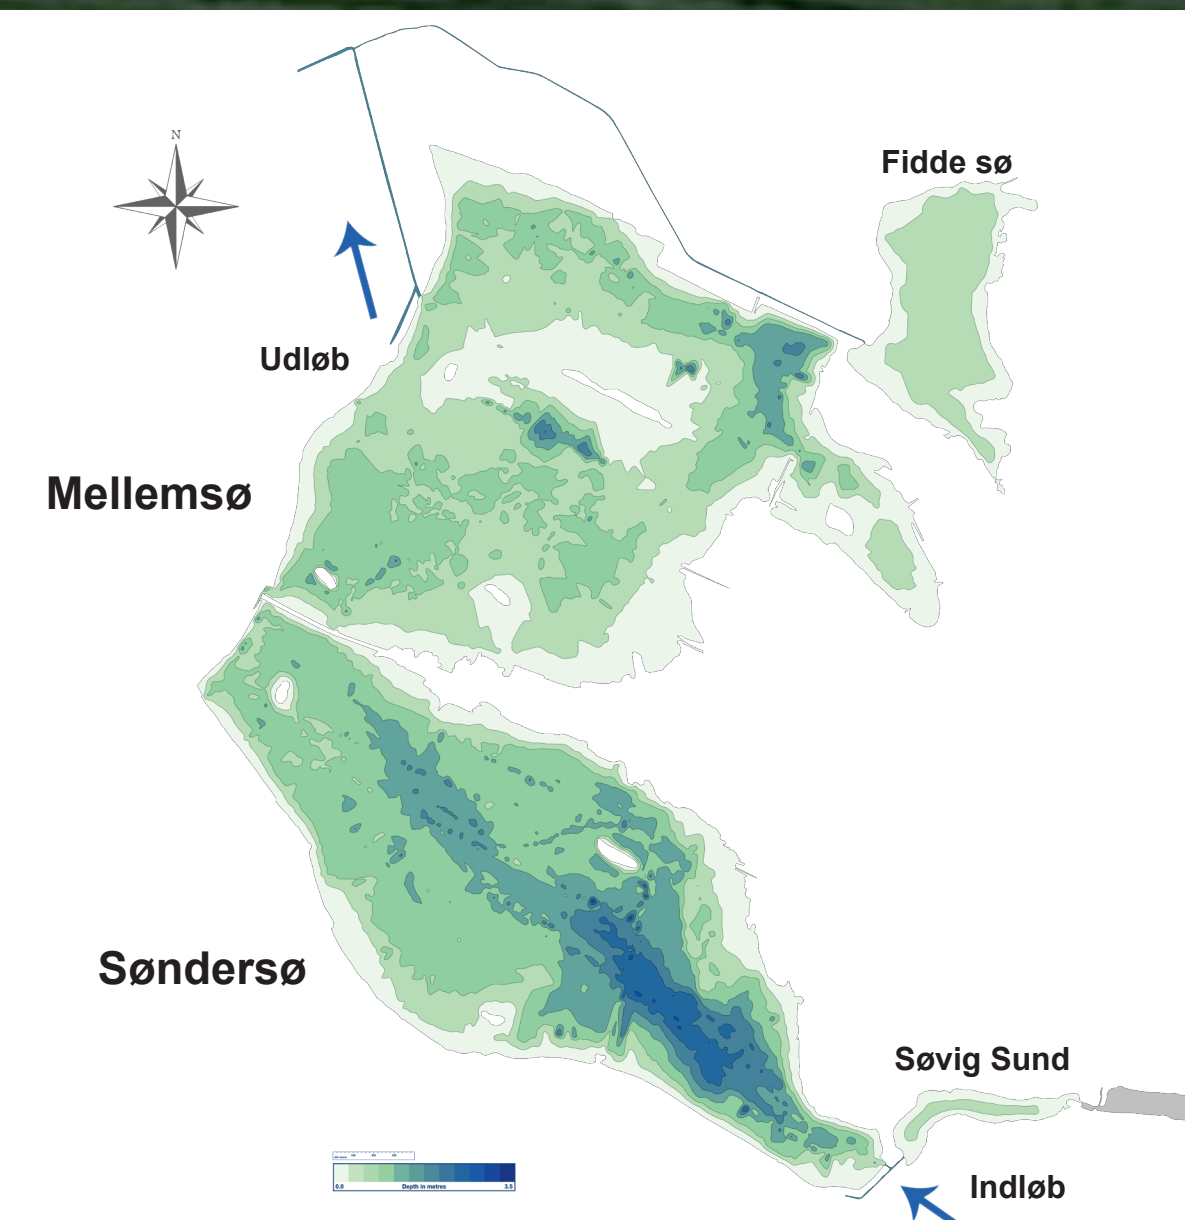 N
Fidde sø
Udløb
Mellemsø
Søndersø
Søvig Sund
0.0 Depth in metres 3.5
Indløb